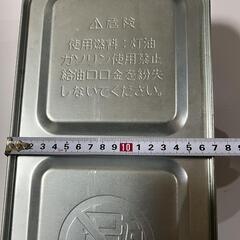 ⚠危険
使用燃料：灯油
ガソリン使用禁止
給油口口金を紛失
しないでください。
1 2 3 4 5 6 7 8 9 10 1 2 3 4 5 6 7 8